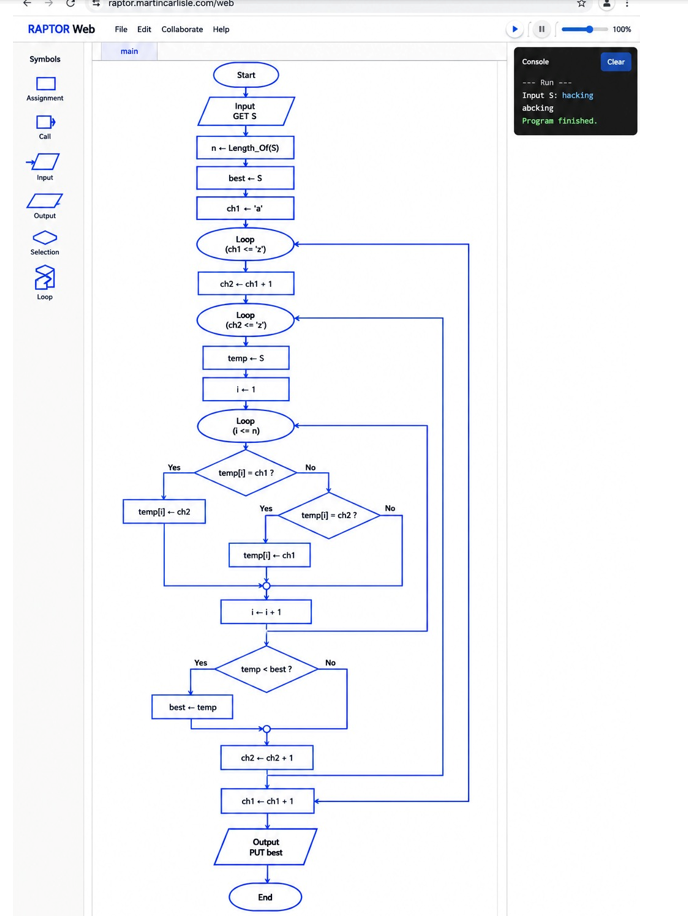 raptor.martincarlisle.com/web
RAPTOR Web
File Edit Collaborate Help
100%
Symbols
Assignment
Call
Input
Output
Selection
Loop
main
Start
Input
GET S
n ← Length_Of(S)
best ← S
ch1 ← 'a'
Loop
(ch1 <= 'z')
ch2 ← ch1 + 1
Loop
(ch2 <= 'z')
temp ← S
i ← 1
Loop
(i <= n)
Yes
temp[i] = ch1 ?
No
temp[i] ← ch2
Yes
temp[i] = ch2 ?
No
temp[i] ← ch1
i ← i + 1
Yes
temp < best ?
No
best ← temp
ch2 ← ch2 + 1
ch1 ← ch1 + 1
Output
PUT best
End
Console
Clear
--- Run ---
Input S: hacking
abcking
Program finished.